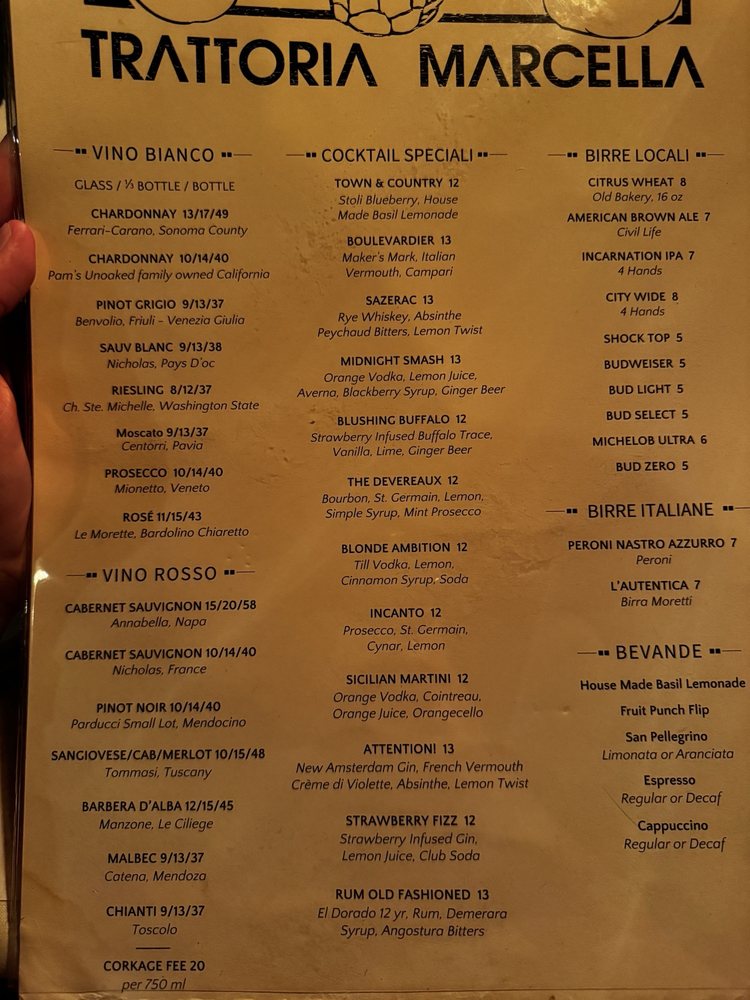 TRATTORIA MARCELLA
VINO BIANCO
GLASS / ⅓ BOTTLE / BOTTLE
CHARDONNAY 13/17/49
Ferrari-Carano, Sonoma County
CHARDONNAY 10/14/40
Pam's Unoaked family owned California
PINOT GRIGIO 9/13/37
Benvolio, Friuli - Venezia Giulia
SAUV BLANC 9/13/38
Nicholas, Pays D'oc
RIESLING 8/12/37
Ch. Ste. Michelle, Washington State
Moscato 9/13/37
Centorri, Pavia
PROSECCO 10/14/40
Mionetto, Veneto
ROSÉ 11/15/43
Le Morette, Bardolino Chiaretto
VINO ROSSO
CABERNET SAUVIGNON 15/20/58
Annabella, Napa
CABERNET SAUVIGNON 10/14/40
Nicholas, France
PINOT NOIR 10/14/40
Parducci Small Lot, Mendocino
SANGIOVESE/CAB/MERLOT 10/15/48
Tommasi, Tuscany
BARBERA D'ALBA 12/15/45
Manzone, Le Ciliege
MALBEC 9/13/37
Catena, Mendoza
CHIANTI 9/13/37
Toscolo
CORKAGE FEE 20
per 750 ml
COCKTAIL SPECIALI
TOWN & COUNTRY 12
Stoli Blueberry, House
Made Basil Lemonade
BOULEVARDIER 13
Maker's Mark, Italian
Vermouth, Campari
SAZERAC 13
Rye Whiskey, Absinthe
Peychaud Bitters, Lemon Twist
MIDNIGHT SMASH 13
Orange Vodka, Lemon Juice,
Averna, Blackberry Syrup, Ginger Beer
BLUSHING BUFFALO 12
Strawberry Infused Buffalo Trace,
Vanilla, Lime, Ginger Beer
THE DEVEREAUX 12
Bourbon, St. Germain, Lemon,
Simple Syrup, Mint Prosecco
BLONDE AMBITION 12
Till Vodka, Lemon,
Cinnamon Syrup, Soda
INCANTO 12
Prosecco, St. Germain,
Cynar, Lemon
SICILIAN MARTINI 12
Orange Vodka, Cointreau,
Orange Juice, Orangecello
ATTENTION! 13
New Amsterdam Gin, French Vermouth
Crème di Violette, Absinthe, Lemon Twist
STRAWBERRY FIZZ 12
Strawberry Infused Gin,
Lemon Juice, Club Soda
RUM OLD FASHIONED 13
El Dorado 12 yr, Rum, Demerara
Syrup, Angostura Bitters
BIRRE LOCALI
CITRUS WHEAT 8
Old Bakery, 16 oz
AMERICAN BROWN ALE 7
Civil Life
INCARNATION IPA 7
4 Hands
CITY WIDE 8
4 Hands
SHOCK TOP 5
BUDWEISER 5
BUD LIGHT 5
BUD SELECT 5
MICHELOB ULTRA 6
BUD ZERO 5
BIRRE ITALIANE
PERONI NASTRO AZZURRO 7
Peroni
L'AUTENTICA 7
Birra Moretti
BEVANDE
House Made Basil Lemonade
Fruit Punch Flip
San Pellegrino
Limonata or Aranciata
Espresso
Regular or Decaf
Cappuccino
Regular or Decaf